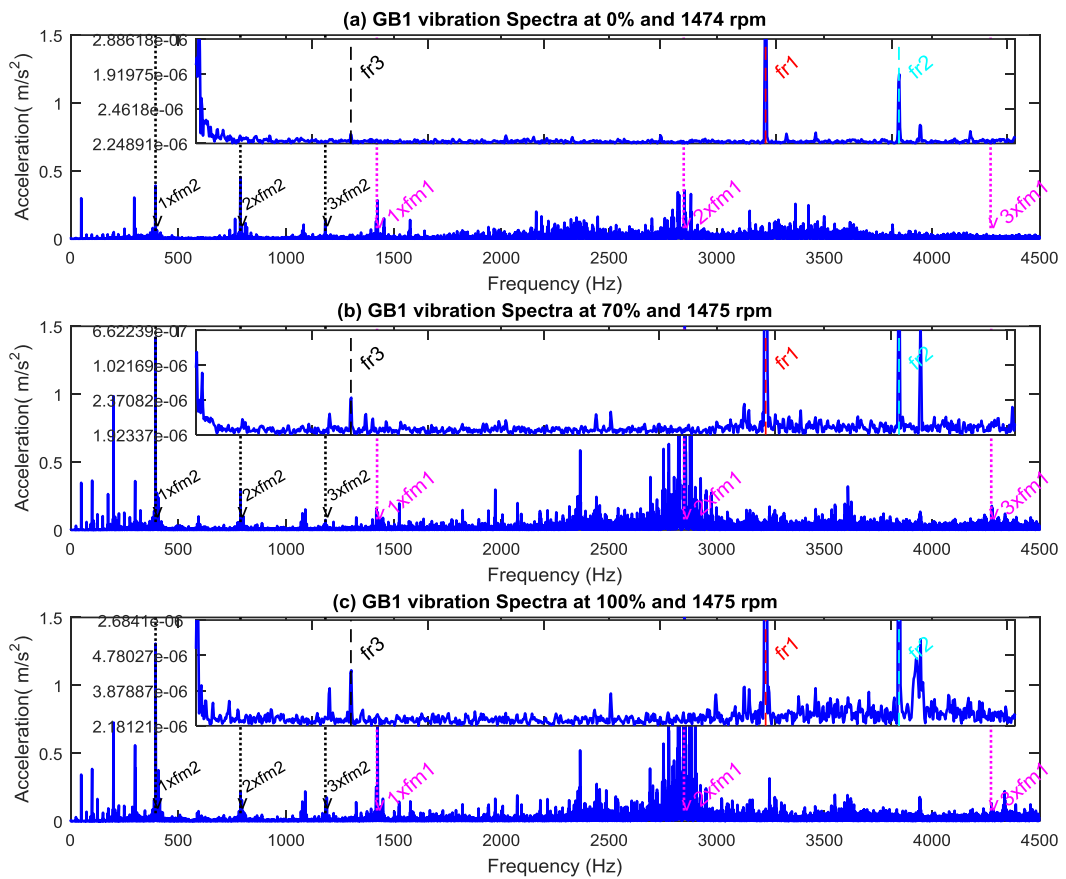 (a) GB1 vibration Spectra at 0% and 1474 rpm
Acceleration( m/s²)
1.5
1
0.5
0
2.88618e-06
1.91975e-06
2.4618e-06
2.24891e-06
fr3
fr1
fr2
1xfm2
2xfm2
3xfm2
1xfm1
2xfm1
3xfm1
0 500 1000 1500 2000 2500 3000 3500 4000 4500
Frequency (Hz)
(b) GB1 vibration Spectra at 70% and 1475 rpm
Acceleration( m/s²)
1.5
1
0.5
0
6.62239e-07
1.02169e-06
2.37082e-06
1.92337e-06
fr3
fr1
fr2
1xfm2
2xfm2
3xfm2
1xfm1
2xfm1
3xfm1
0 500 1000 1500 2000 2500 3000 3500 4000 4500
Frequency (Hz)
(c) GB1 vibration Spectra at 100% and 1475 rpm
Acceleration( m/s²)
1.5
1
0.5
0
2.6841e-06
4.78027e-06
3.87887e-06
2.18121e-06
fr3
fr1
fr2
1xfm2
2xfm2
3xfm2
1xfm1
2xfm1
3xfm1
0 500 1000 1500 2000 2500 3000 3500 4000 4500
Frequency (Hz)